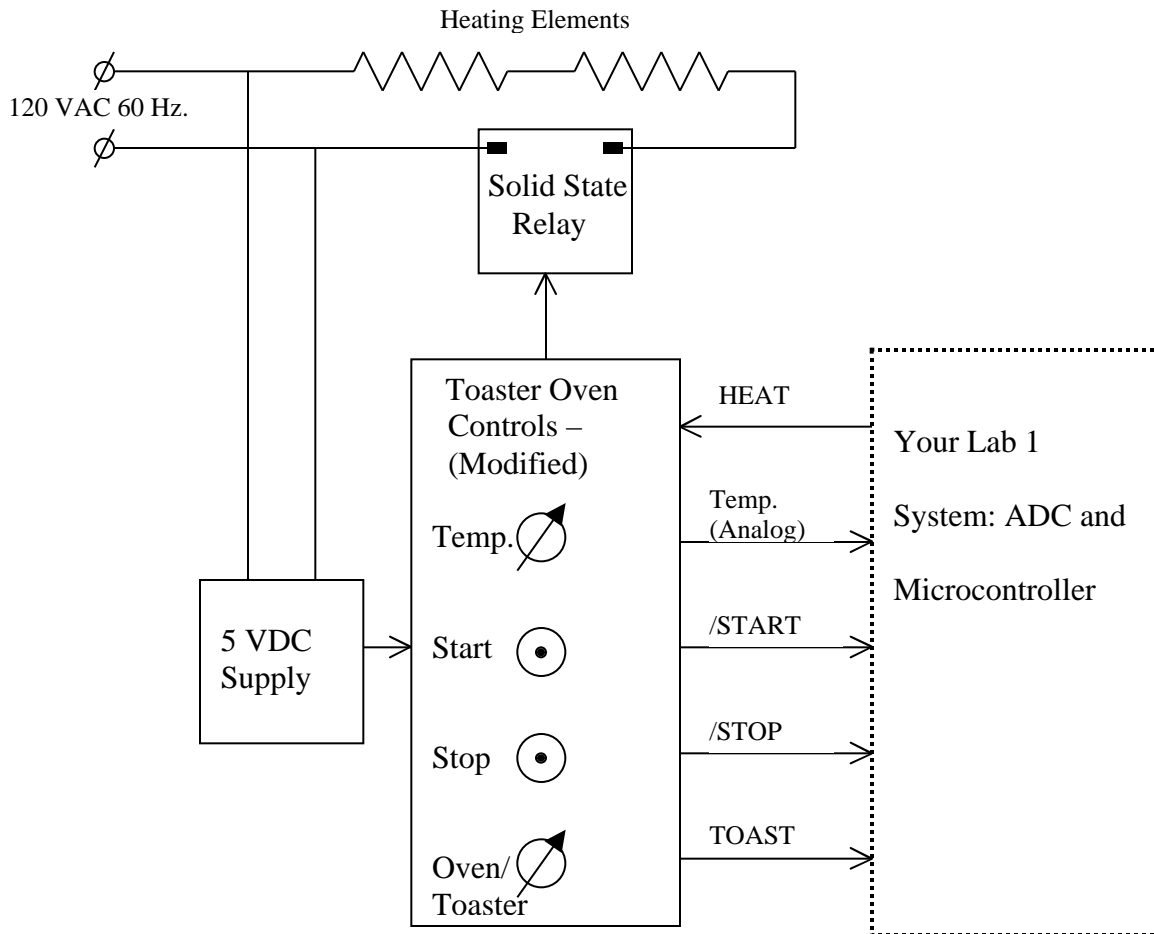 Heating Elements
120 VAC 60 Hz.
Solid State
Relay
Toaster Oven
Controls –
(Modified)
Temp.
Start
Stop
Oven/
Toaster
5 VDC
Supply
HEAT
Temp.
(Analog)
/START
/STOP
TOAST
Your Lab 1
System: ADC and
Microcontroller